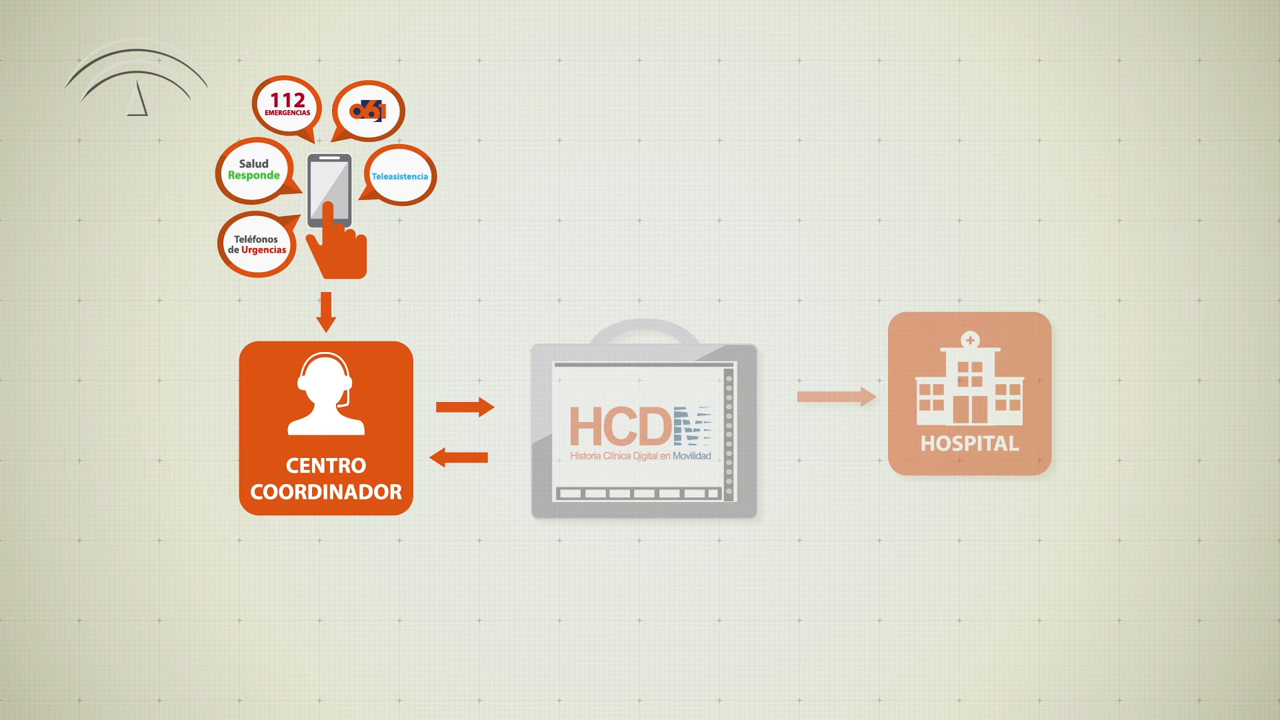 112
EMERGENCIAS
061
Salud
Responde
Teleasistencia
Teléfonos
de Urgencias
CENTRO
COORDINADOR
HCDM
Historia Clínica Digital en Movilidad
HOSPITAL